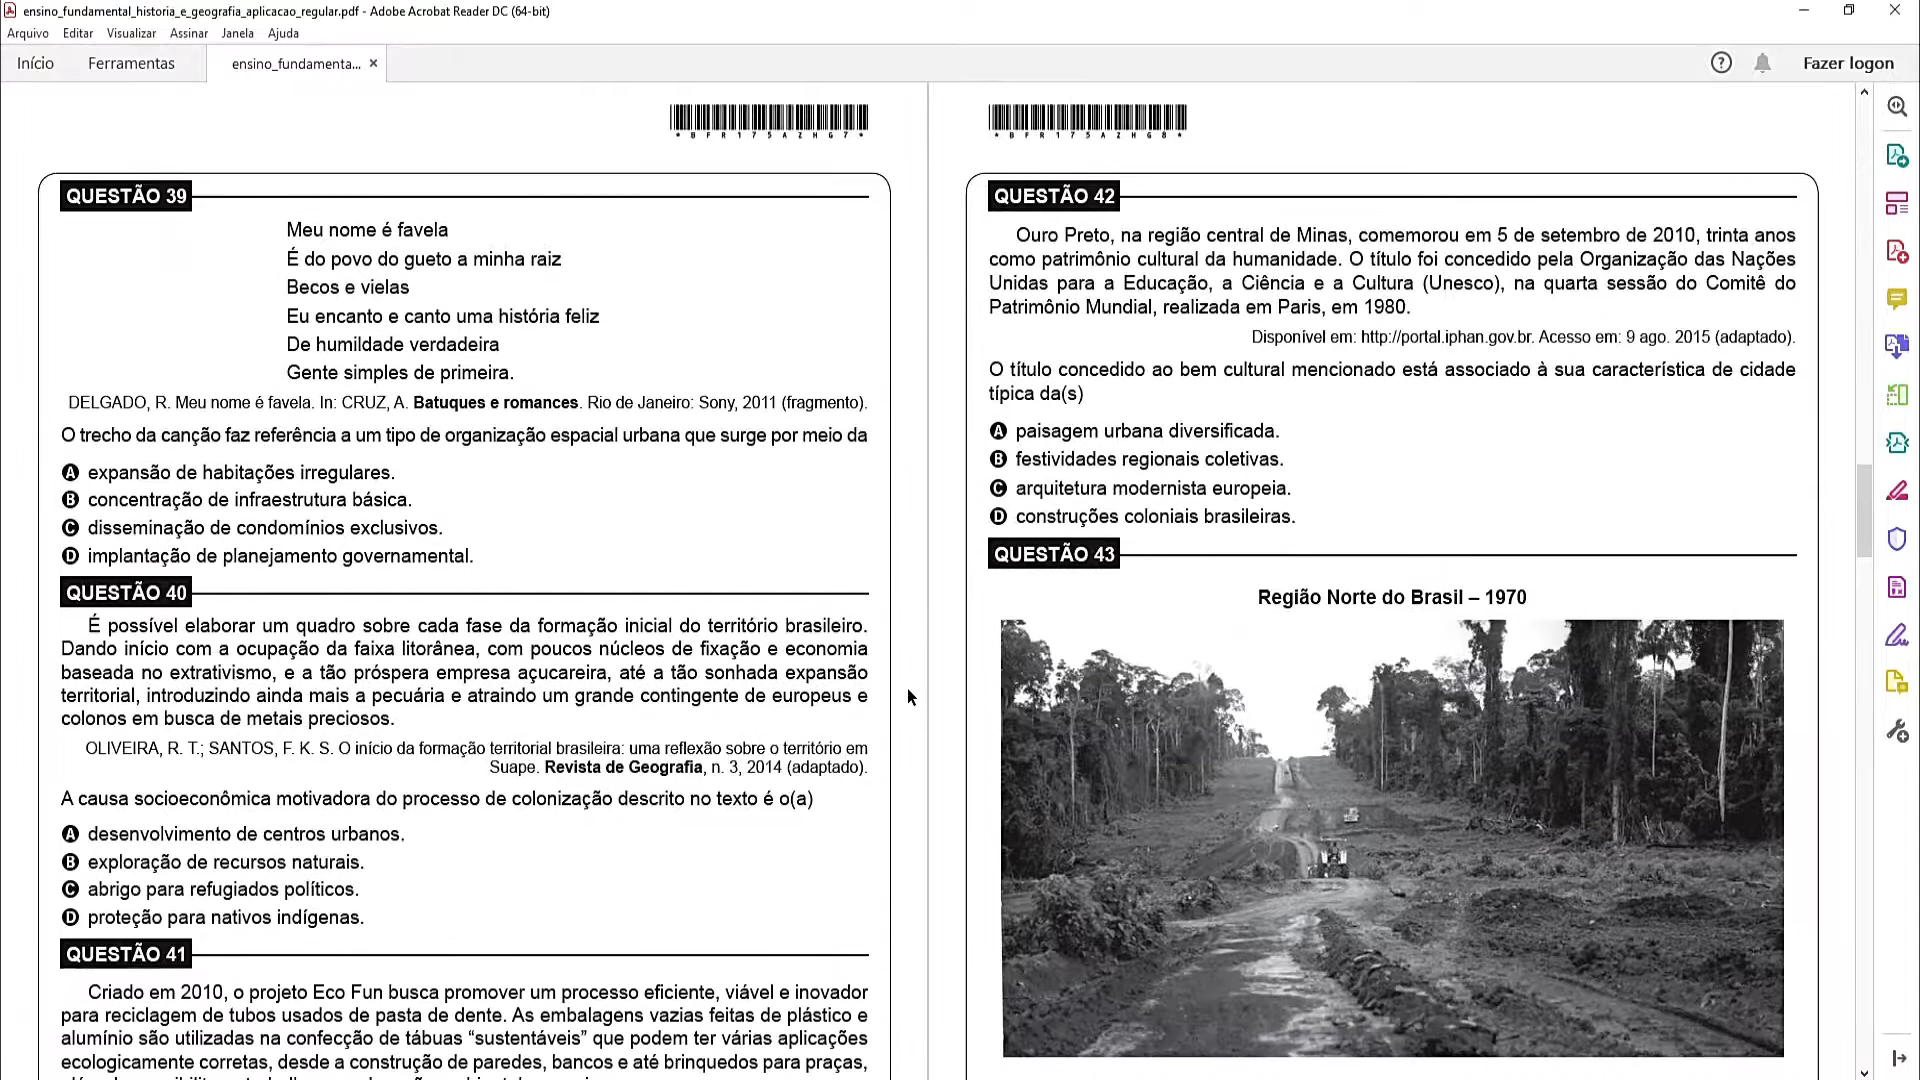 ensino_fundamental_historia_e_geografia_aplicacao_regular.pdf - Adobe Acrobat Reader DC (64-bit)
Arquivo Editar Visualizar Assinar Janela Ajuda
Início Ferramentas ensino_fundamenta... × Fazer logon
*BFR175AZHG7*
QUESTÃO 39
Meu nome é favela
É do povo do gueto a minha raiz
Becos e vielas
Eu encanto e canto uma história feliz
De humildade verdadeira
Gente simples de primeira.
DELGADO, R. Meu nome é favela. In: CRUZ, A. Batuques e romances. Rio de Janeiro: Sony, 2011 (fragmento).
O trecho da canção faz referência a um tipo de organização espacial urbana que surge por meio da
A expansão de habitações irregulares.
B concentração de infraestrutura básica.
C disseminação de condomínios exclusivos.
D implantação de planejamento governamental.
QUESTÃO 40
É possível elaborar um quadro sobre cada fase da formação inicial do território brasileiro.
Dando início com a ocupação da faixa litorânea, com poucos núcleos de fixação e economia
baseada no extrativismo, e a tão próspera empresa açucareira, até a tão sonhada expansão
territorial, introduzindo ainda mais a pecuária e atraindo um grande contingente de europeus e
colonos em busca de metais preciosos.
OLIVEIRA, R. T.; SANTOS, F. K. S. O início da formação territorial brasileira: uma reflexão sobre o território em
Suape. Revista de Geografia, n. 3, 2014 (adaptado).
A causa socioeconômica motivadora do processo de colonização descrito no texto é o(a)
A desenvolvimento de centros urbanos.
B exploração de recursos naturais.
C abrigo para refugiados políticos.
D proteção para nativos indígenas.
QUESTÃO 41
Criado em 2010, o projeto Eco Fun busca promover um processo eficiente, viável e inovador
para reciclagem de tubos usados de pasta de dente. As embalagens vazias feitas de plástico e
alumínio são utilizadas na confecção de tábuas “sustentáveis” que podem ter várias aplicações
ecologicamente corretas, desde a construção de paredes, bancos e até brinquedos para praças,
*BFR175AZHG8*
QUESTÃO 42
Ouro Preto, na região central de Minas, comemorou em 5 de setembro de 2010, trinta anos
como patrimônio cultural da humanidade. O título foi concedido pela Organização das Nações
Unidas para a Educação, a Ciência e a Cultura (Unesco), na quarta sessão do Comitê do
Patrimônio Mundial, realizada em Paris, em 1980.
Disponível em: http://portal.iphan.gov.br. Acesso em: 9 ago. 2015 (adaptado).
O título concedido ao bem cultural mencionado está associado à sua característica de cidade
típica da(s)
A paisagem urbana diversificada.
B festividades regionais coletivas.
C arquitetura modernista europeia.
D construções coloniais brasileiras.
QUESTÃO 43
Região Norte do Brasil – 1970